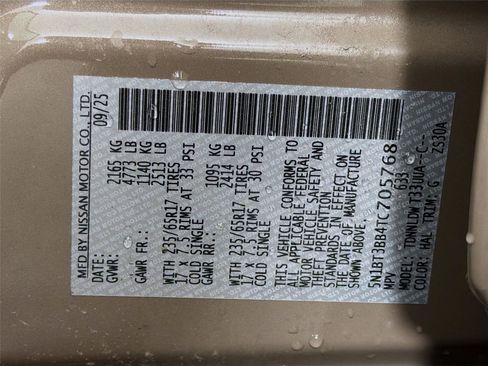 MFD BY NISSAN MOTOR CO., LTD.
DATE: 09/25
GVWR: 2165 KG
4773 LB
GAWR FR.: 1140 KG
2513 LB
WITH 235/65R17 TIRES
17 X 7.5 RIMS AT 33 PSI
COLD SINGLE
GAWR RR.: 1095 KG
2414 LB
WITH 235/65R17 TIRES
17 X 7.5 RIMS AT 30 PSI
COLD SINGLE
THIS VEHICLE CONFORMS TO
ALL APPLICABLE FEDERAL
MOTOR VEHICLE SAFETY AND
THEFT PREVENTION
STANDARDS IN EFFECT ON
THE DATE OF MANUFACTURE
SHOWN ABOVE.
5N1BT3BB4TC705768
MPV 633
MODEL: TDWNLDW T33UUA--C--
COLOR: HAL TRIM: G ZS30A